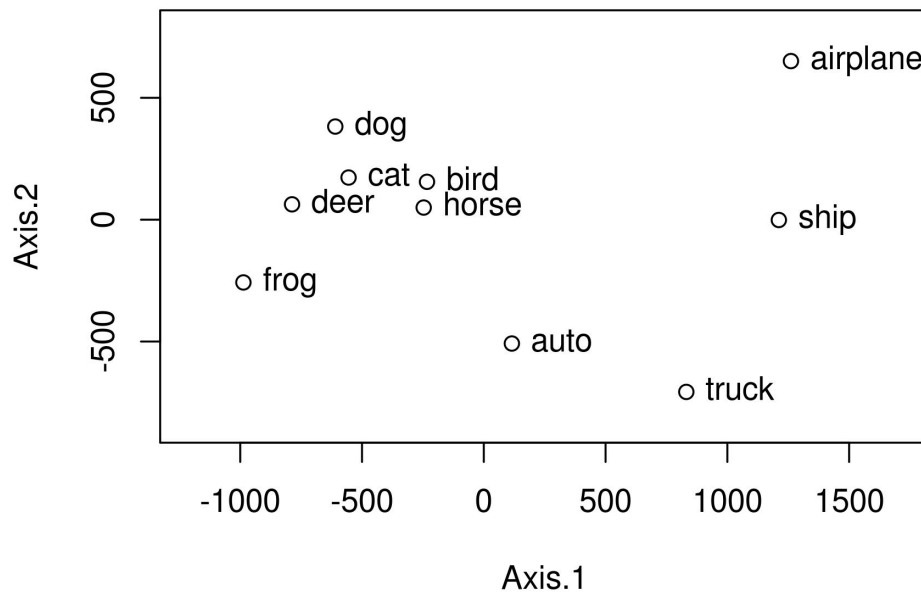 airplane
500
dog
cat
bird
deer
horse
Axis.2
0
ship
frog
-500
auto
truck
-1000 -500 0 500 1000 1500
Axis.1